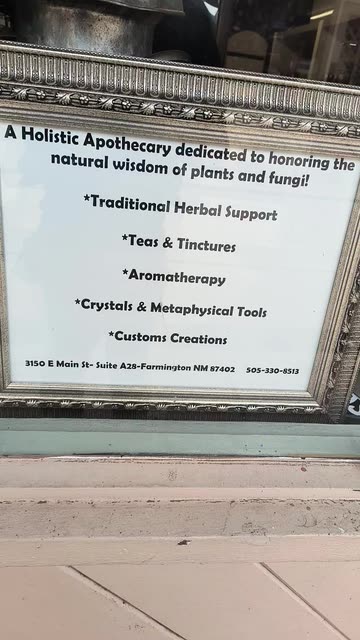 A Holistic Apothecary dedicated to honoring the
natural wisdom of plants and fungi!
*Traditional Herbal Support
*Teas & Tinctures
*Aromatherapy
*Crystals & Metaphysical Tools
*Customs Creations
3150 E Main St- Suite A28-Farmington NM 87402 505-330-8513